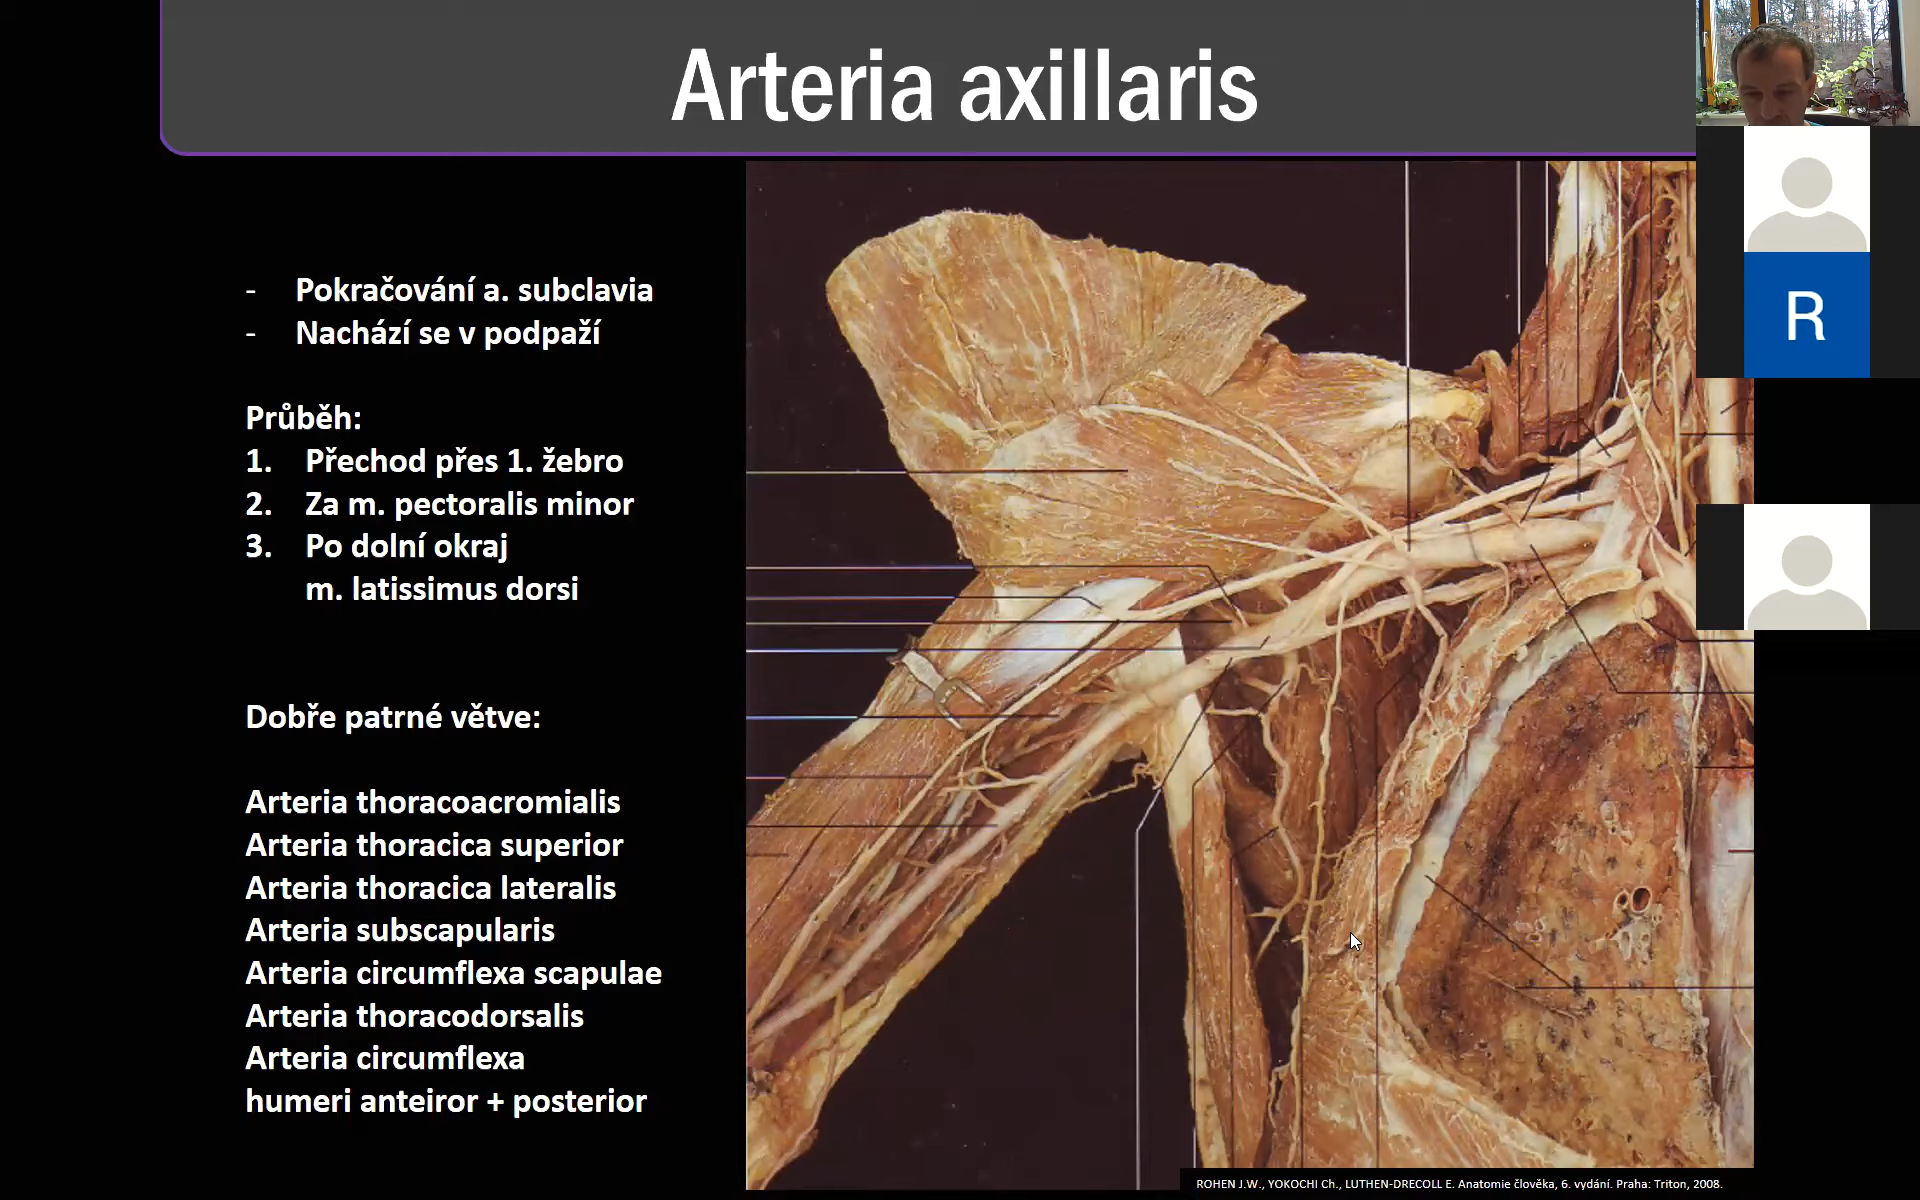 Arteria axillaris
- Pokračování a. subclavia
- Nachází se v podpaží
Průběh:
1. Přechod přes 1. žebro
2. Za m. pectoralis minor
3. Po dolní okraj
m. latissimus dorsi
Dobře patrné větve:
Arteria thoracoacromialis
Arteria thoracica superior
Arteria thoracica lateralis
Arteria subscapularis
Arteria circumflexa scapulae
Arteria thoracodorsalis
Arteria circumflexa
humeri anteiror + posterior
R
ROHEN J.W., YOKOCHI Ch., LUTHEN-DRECOLL E. Anatomie člověka, 6. vydání. Praha: Triton, 2008.